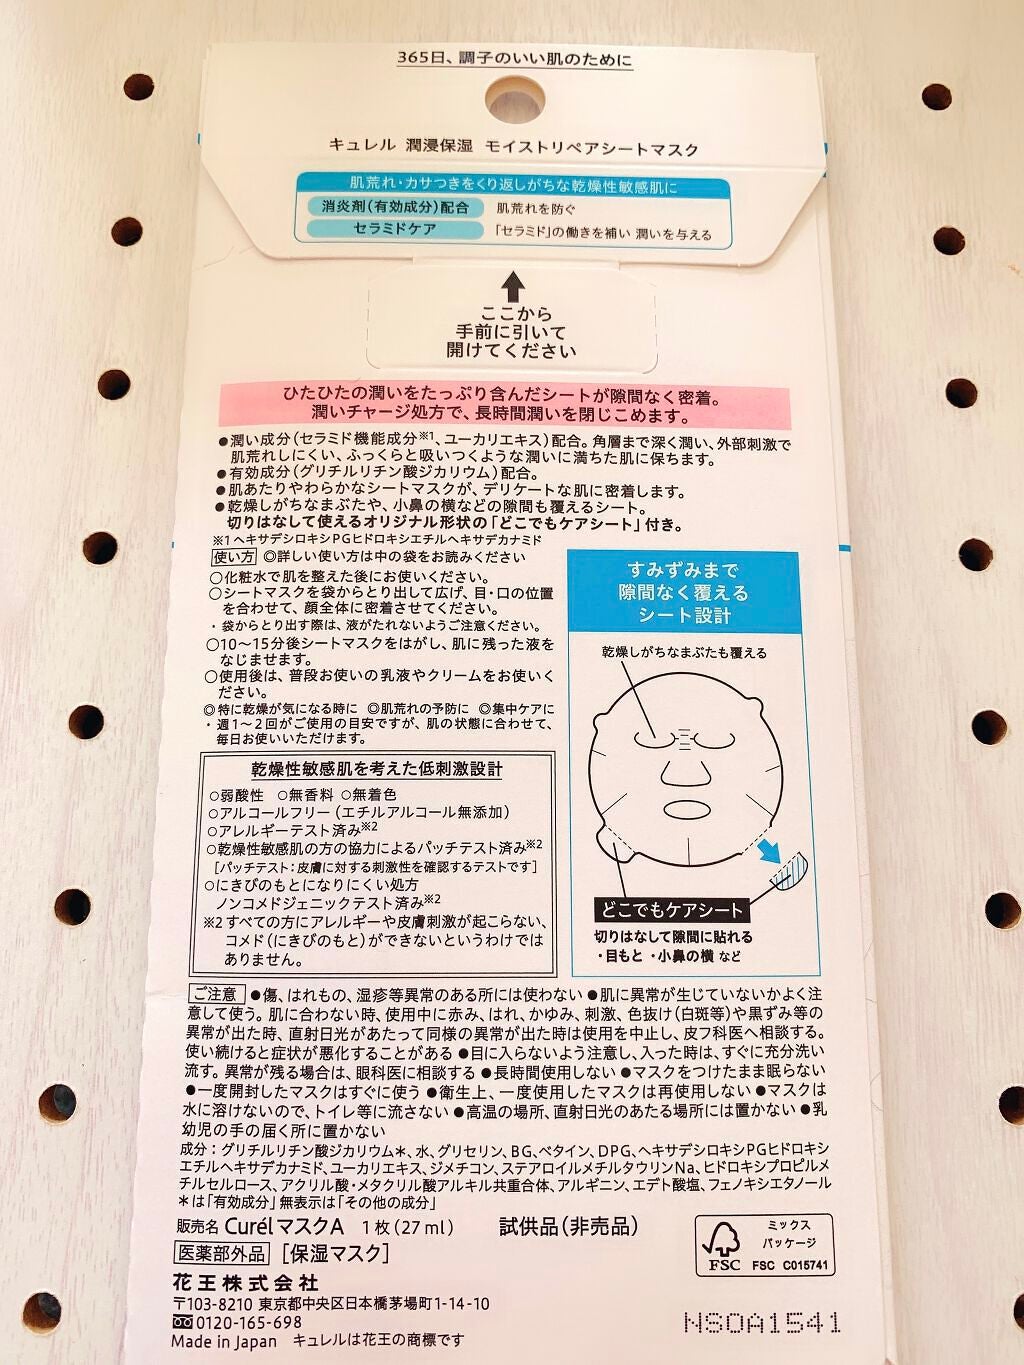 365日、調子のいい肌のために
キュレル 潤浸保湿 モイストリペアシートマスク
肌荒れ・カサつきをくり返しがちな乾燥性敏感肌に
消炎剤(有効成分)配合 肌荒れを防ぐ
セラミドケア 「セラミド」の働きを補い 潤いを与える
ここから
手前に引いて
開けてください
ひたひたの潤いをたっぷり含んだシートが隙間なく密着。
潤いチャージ処方で、長時間潤いを閉じこめます。
●潤い成分(セラミド機能成分※1、ユーカリエキス)配合。角層まで深く潤い、外部刺激で
肌荒れしにくい、ふっくらと吸いつくような潤いに満ちた肌に保ちます。
●有効成分(グリチルリチン酸ジカリウム)配合。
●肌あたりやわらかなシートマスクが、デリケートな肌に密着します。
●乾燥しがちなまぶたや、小鼻の横などの隙間も覆えるシート。
切りはなして使えるオリジナル形状の「どこでもケアシート」付き。
※1 ヘキサデシロキシPGヒドロキシエチルヘキサデカナミド
使い方 ◎詳しい使い方は中の袋をお読みください
○化粧水で肌を整えた後にお使いください。
○シートマスクを袋からとり出して広げ、目・口の位置
を合わせて、顔全体に密着させてください。
・袋からとり出す際は、液がたれないようご注意ください。
○10〜15分後シートマスクをはがし、肌に残った液を
なじませます。
○使用後は、普段お使いの乳液やクリームをお使いく
ださい。
◎特に乾燥が気になる時に ◎肌荒れの予防に ◎集中ケアに
・週1〜2回がご使用の目安ですが、肌の状態に合わせて、
毎日お使いいただけます。
すみずみまで
隙間なく覆える
シート設計
乾燥しがちなまぶたも覆える
どこでもケアシート
切りはなして隙間に貼れる
・目もと ・小鼻の横 など
乾燥性敏感肌を考えた低刺激設計
○弱酸性 ○無香料 ○無着色
○アルコールフリー(エチルアルコール無添加)
○アレルギーテスト済み※2
○乾燥性敏感肌の方の協力によるパッチテスト済み※2
[パッチテスト:皮膚に対する刺激性を確認するテストです]
○にきびのもとになりにくい処方
ノンコメドジェニックテスト済み※2
※2 すべての方にアレルギーや皮膚刺激が起こらない、
コメド(にきびのもと)ができないというわけでは
ありません。
ご注意 ●傷、はれもの、湿疹等異常のある所には使わない ●肌に異常が生じていないかよく注
意して使う。肌に合わない時、使用中に赤み、はれ、かゆみ、刺激、色抜け(白斑等)や黒ずみ等の
異常が出た時、直射日光があたって同様の異常が出た時は使用を中止し、皮フ科医へ相談する。
使い続けると症状が悪化することがある ●目に入らないよう注意し、入った時は、すぐに充分洗い
流す。異常が残る場合は、眼科医に相談する ●長時間使用しない ●マスクをつけたまま眠らない
●一度開封したマスクはすぐに使う ●衛生上、一度使用したマスクは再使用しない ●マスクは
水に溶けないので、トイレ等に流さない ●高温の場所、直射日光のあたる場所には置かない ●乳
幼児の手の届く所に置かない
成分:グリチルリチン酸ジカリウム*、水、グリセリン、BG、ベタイン、DPG、ヘキサデシロキシPGヒドロキシ
エチルヘキサデカナミド、ユーカリエキス、ジメチコン、ステアロイルメチルタウリンNa、ヒドロキシプロピルメ
チルセルロース、アクリル酸・メタクリル酸アルキル共重合体、アルギニン、エデト酸塩、フェノキシエタノール
*は「有効成分」無表示は「その他の成分」
販売名 Curél マスクA 1枚(27ml) 試供品(非売品)
医薬部外品 [保湿マスク]
花王株式会社
〒103-8210 東京都中央区日本橋茅場町1-14-10
0120-165-698
Made in Japan キュレルは花王の商標です
ミックス
パッケージ
FSC FSC C015741
NSOA1541